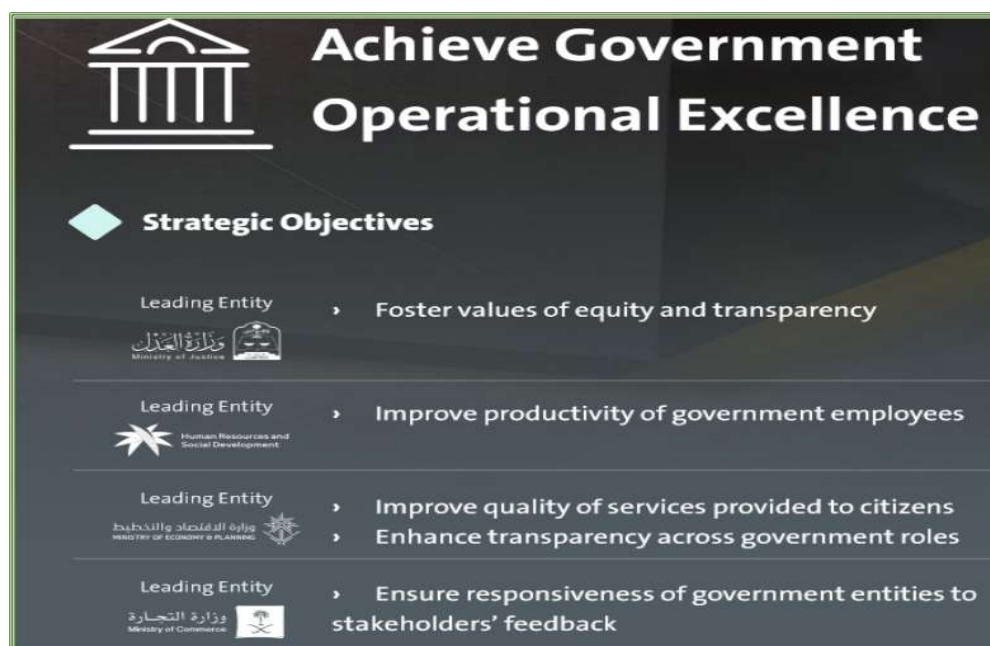 Achieve Government
Operational Excellence
Strategic Objectives
Leading Entity
› Foster values of equity and transparency
وزارة العدل
Ministry of Justice
Leading Entity
› Improve productivity of government employees
Human Resources and
Social Development
Leading Entity
› Improve quality of services provided to citizens
وزارة الاقتصاد والتخطيط
MINISTRY OF ECONOMY & PLANNING
› Enhance transparency across government roles
Leading Entity
› Ensure responsiveness of government entities to
stakeholders’ feedback
وزارة التجارة
Ministry of Commerce